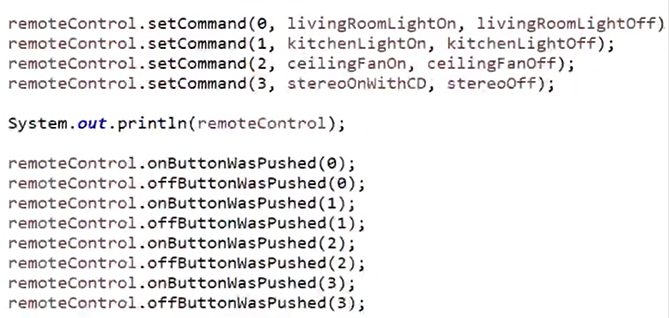 remoteControl.setCommand(0, livingRoomLightOn, livingRoomLightOff)
remoteControl.setCommand(1, kitchenLightOn, kitchenLightOff);
remoteControl.setCommand(2, ceilingFanOn, ceilingFanOff);
remoteControl.setCommand(3, stereoOnWithCD, stereoOff);
System.out.println(remoteControl);
remoteControl.onButtonWasPushed(0);
remoteControl.offButtonWasPushed(0);
remoteControl.onButtonWasPushed(1);
remoteControl.offButtonWasPushed(1);
remoteControl.onButtonWasPushed(2);
remoteControl.offButtonWasPushed(2);
remoteControl.onButtonWasPushed(3);
remoteControl.offButtonWasPushed(3);